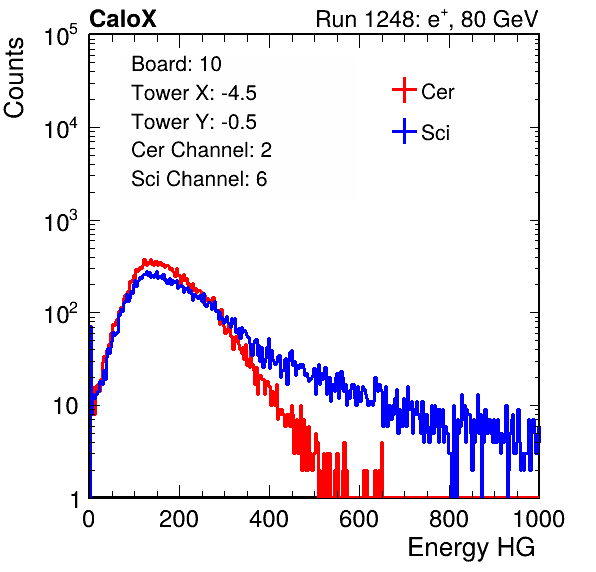 CaloX Run 1248: e⁺, 80 GeV
Counts
10⁵
10⁴
10³
10²
10
1
Board: 10
Tower X: -4.5
Tower Y: -0.5
Cer Channel: 2
Sci Channel: 6
Cer
Sci
0 200 400 600 800 1000
Energy HG